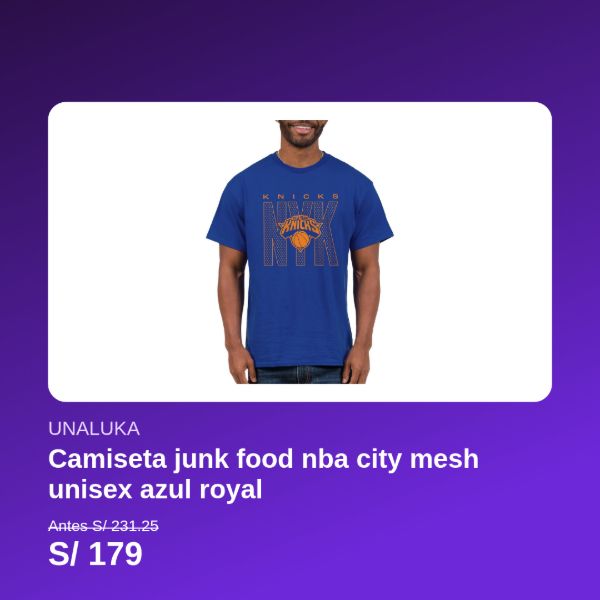 KNICKS
NYK
KNICKS
UNALUKA
Camiseta junk food nba city mesh
unisex azul royal
Antes S/ 231.25
S/ 179